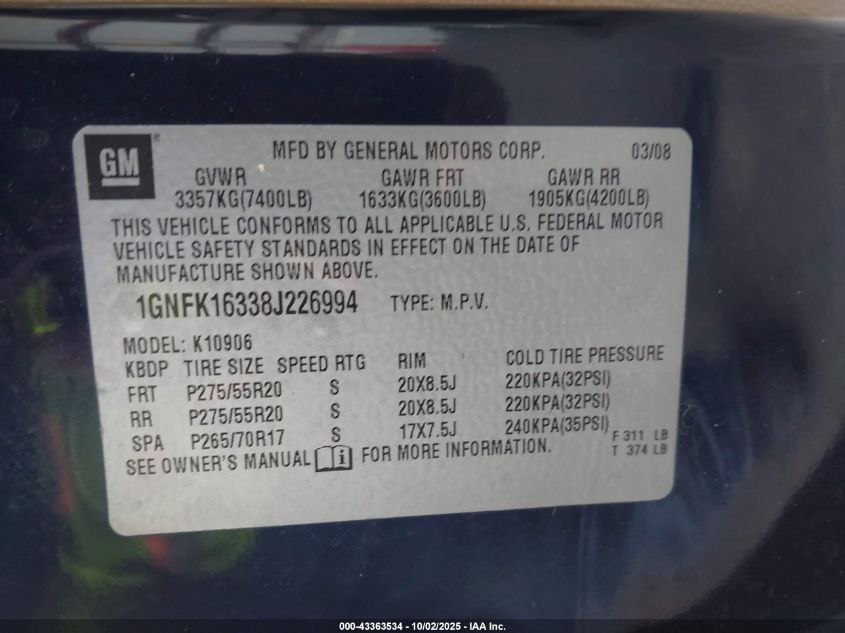 GM
MFD BY GENERAL MOTORS CORP. 03/08
GVWR GAWR FRT GAWR RR
3357KG(7400LB) 1633KG(3600LB) 1905KG(4200LB)
THIS VEHICLE CONFORMS TO ALL APPLICABLE U.S. FEDERAL MOTOR
VEHICLE SAFETY STANDARDS IN EFFECT ON THE DATE OF
MANUFACTURE SHOWN ABOVE.
1GNFK16338J226994 TYPE: M.P.V.
MODEL: K10906
KBDP TIRE SIZE SPEED RTG RIM COLD TIRE PRESSURE
FRT P275/55R20 S 20X8.5J 220KPA(32PSI)
RR P275/55R20 S 20X8.5J 220KPA(32PSI)
SPA P265/70R17 S 17X7.5J 240KPA(35PSI)
F 311 LB
T 374 LB
SEE OWNER'S MANUAL i FOR MORE INFORMATION.
000-43363534 - 10/02/2025 - IAA Inc.